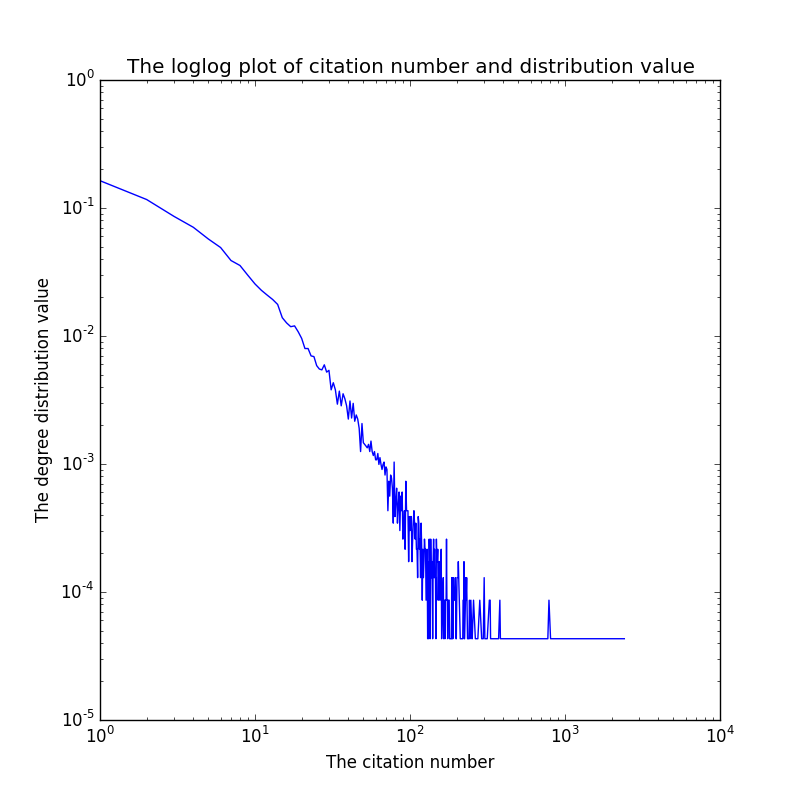 The loglog plot of citation number and distribution value
10^0
10^-1
10^-2
10^-3
10^-4
10^-5
The degree distribution value
10^0 10^1 10^2 10^3 10^4
The citation number